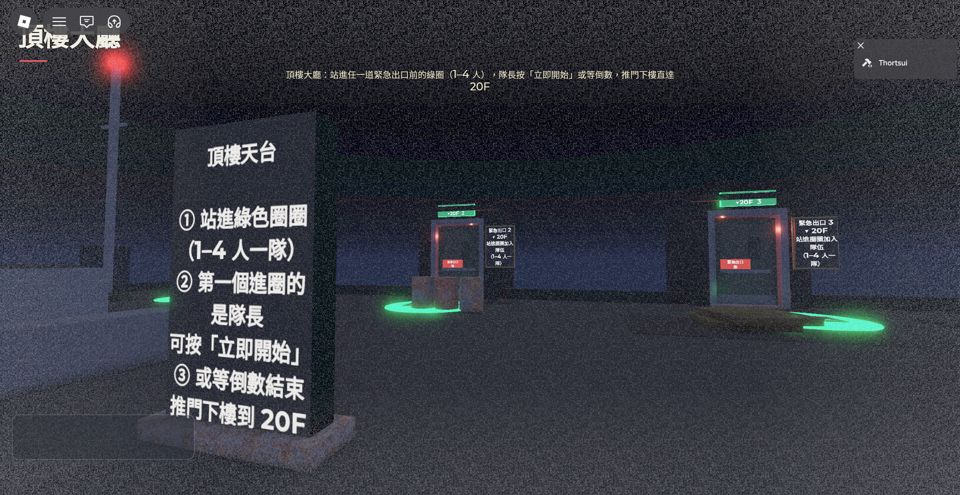 頂樓大廳
頂樓大廳：站進任一道緊急出口前的綠圈（1–4 人），隊長按「立即開始」或等倒數，推門下樓直達
20F
Thortsui
頂樓天台
① 站進綠色圈圈
（1–4 人一隊）
② 第一個進圈的
是隊長
可按「立即開始」
③ 或等倒數結束
推門下樓到 20F
緊急出口 2
▼ 20F
站進圈圈加入
隊伍
（1–4 人一
隊）
▼20F 3
緊急出口
緊急出口 3
▼ 20F
站進圈圈加入
隊伍
（1–4 人一
隊）